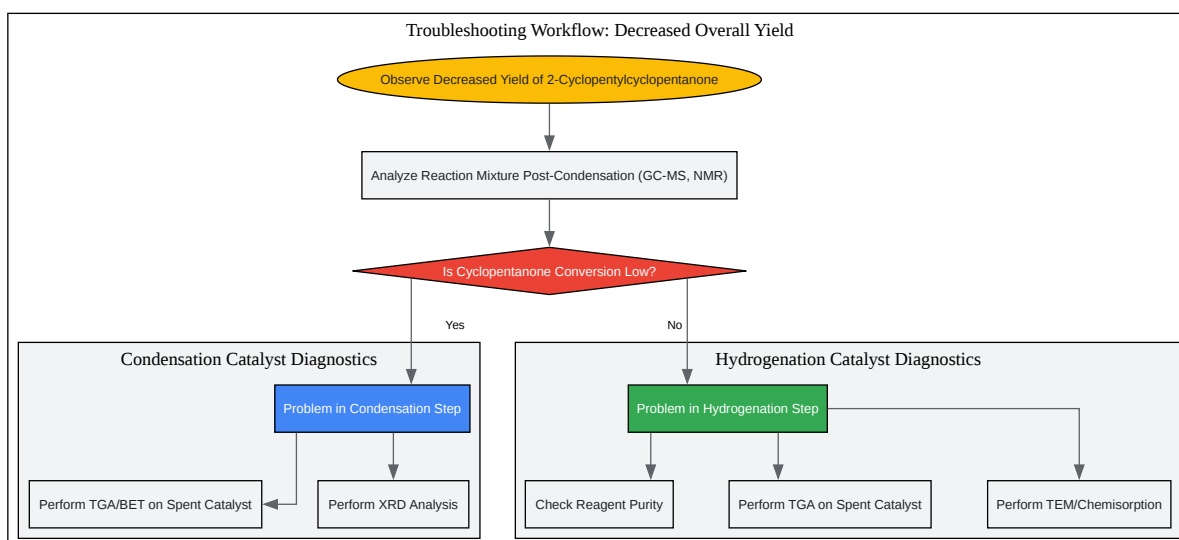 Troubleshooting Workflow: Decreased Overall Yield
Observe Decreased Yield of 2-Cyclopentylcyclopentanone
Analyze Reaction Mixture Post-Condensation (GC-MS, NMR)
Is Cyclopentanone Conversion Low?
Yes
No
Condensation Catalyst Diagnostics
Problem in Condensation Step
Perform TGA/BET on Spent Catalyst
Perform XRD Analysis
Hydrogenation Catalyst Diagnostics
Problem in Hydrogenation Step
Check Reagent Purity
Perform TGA on Spent Catalyst
Perform TEM/Chemisorption